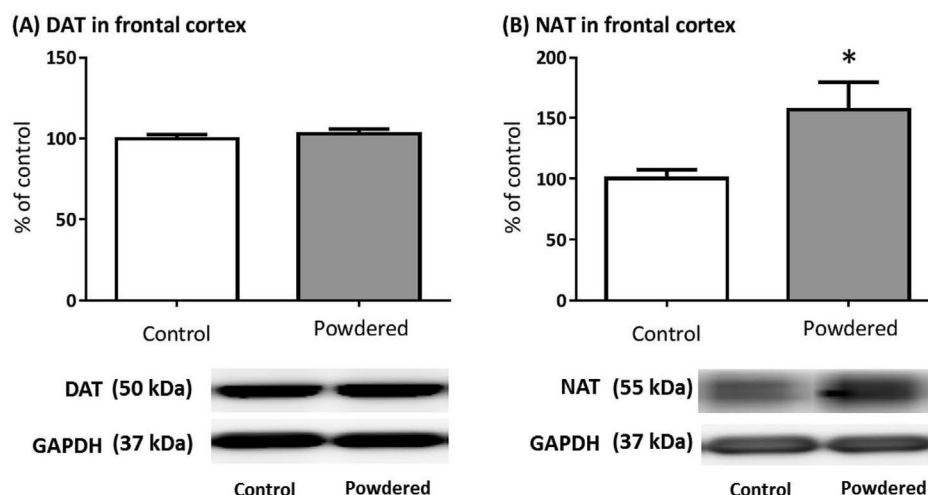 (A) DAT in frontal cortex
150
100
50
0
% of control
Control Powdered
DAT (50 kDa)
GAPDH (37 kDa)
Control Powdered
(B) NAT in frontal cortex
200
150
100
50
0
% of control
*
Control Powdered
NAT (55 kDa)
GAPDH (37 kDa)
Control Powdered